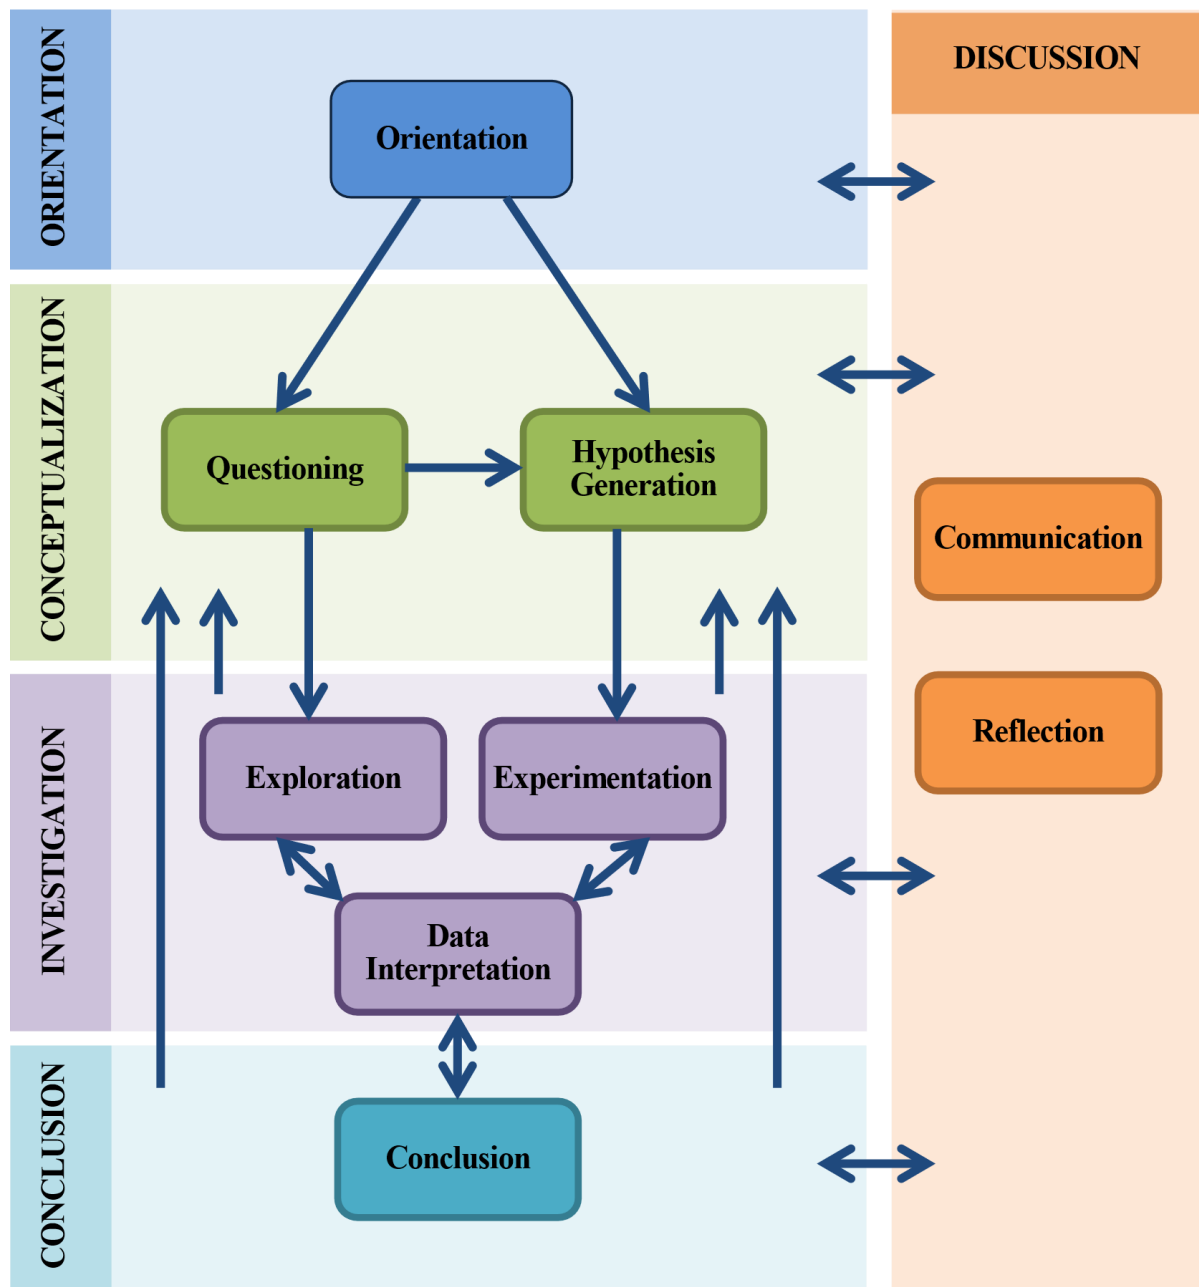 ORIENTATION
Orientation
CONCEPTUALIZATION
Questioning
Hypothesis
Generation
INVESTIGATION
Exploration
Experimentation
Data
Interpretation
CONCLUSION
Conclusion
DISCUSSION
Communication
Reflection